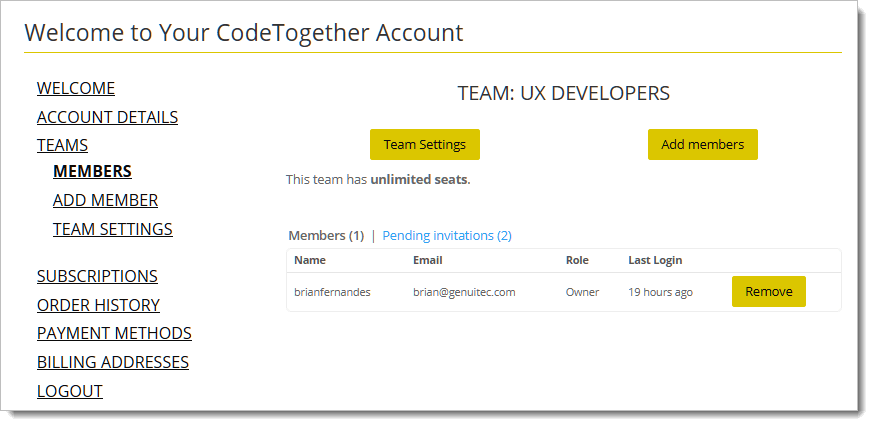 Welcome to Your CodeTogether Account
WELCOME
ACCOUNT DETAILS
TEAMS
MEMBERS
ADD MEMBER
TEAM SETTINGS
SUBSCRIPTIONS
ORDER HISTORY
PAYMENT METHODS
BILLING ADDRESSES
LOGOUT
TEAM: UX DEVELOPERS
Team Settings Add members
This team has unlimited seats.
Members (1) | Pending invitations (2)
Name Email Role Last Login
brianfernandes brian@genuitec.com Owner 19 hours ago Remove